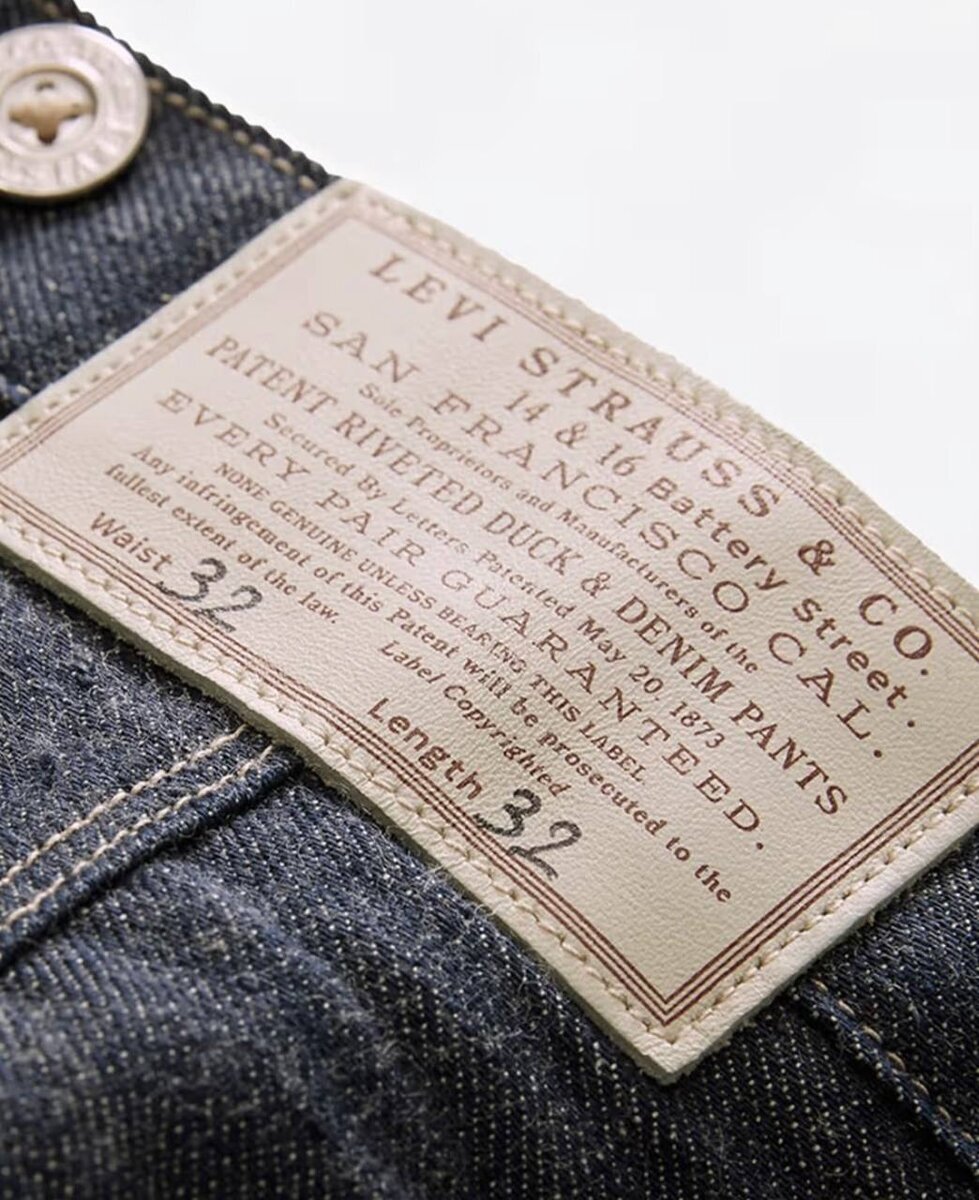 LEVI STRAUSS & CO.
14 & 16 Battery Street.
SAN FRANCISCO CAL.
Sole Proprietors and Manufacturers of the
PATENT RIVETED DUCK & DENIM PANTS
Secured By Letters Patented May 20, 1873
EVERY PAIR GUARANTEED.
NONE GENUINE UNLESS BEARING THIS LABEL
Any infringement of this Patent will be prosecuted to the
fullest extent of the law.
Label Copyrighted
Waist 32
Length 32